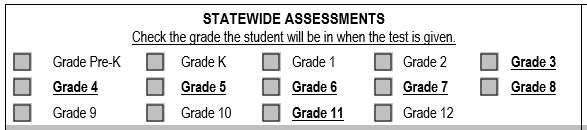 STATEWIDE ASSESSMENTS
Check the grade the student will be in when the test is given.
Grade Pre-K Grade K Grade 1 Grade 2 Grade 3
Grade 4 Grade 5 Grade 6 Grade 7 Grade 8
Grade 9 Grade 10 Grade 11 Grade 12